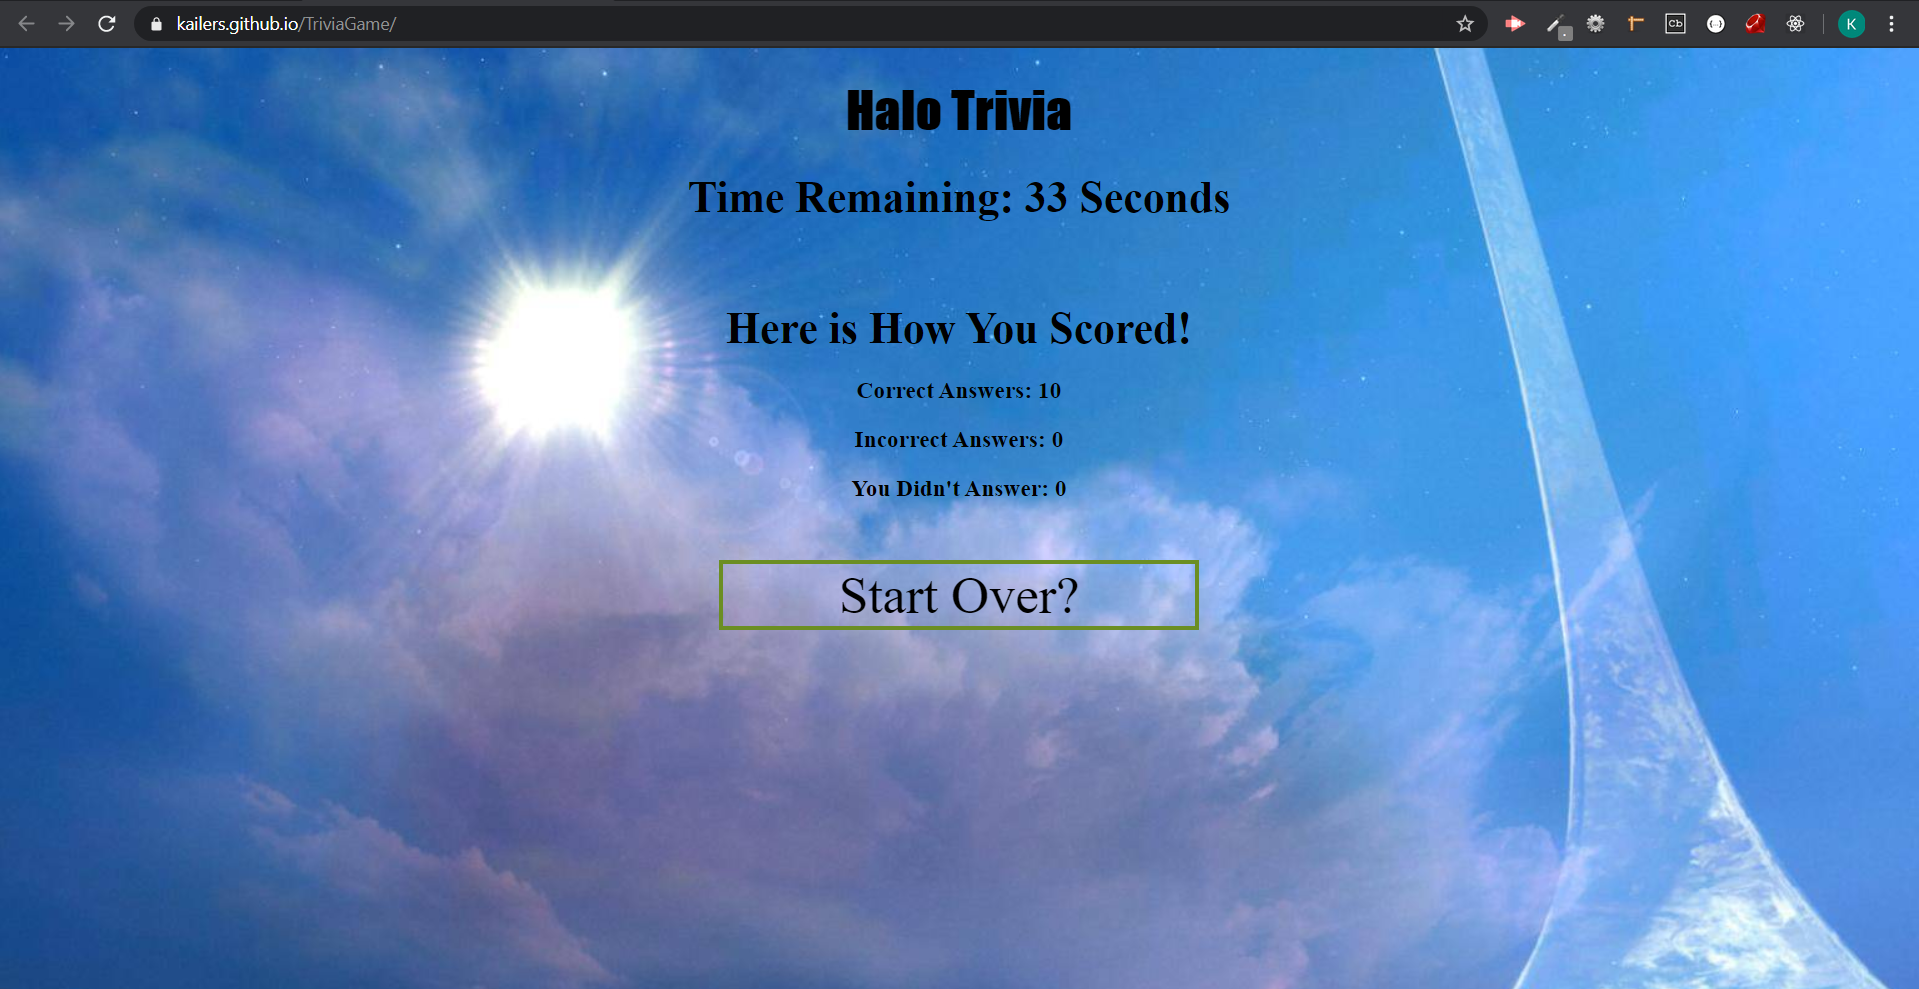 kailers.github.io/TriviaGame/
Cb
K
Halo Trivia
Time Remaining: 33 Seconds
Here is How You Scored!
Correct Answers: 10
Incorrect Answers: 0
You Didn't Answer: 0
Start Over?